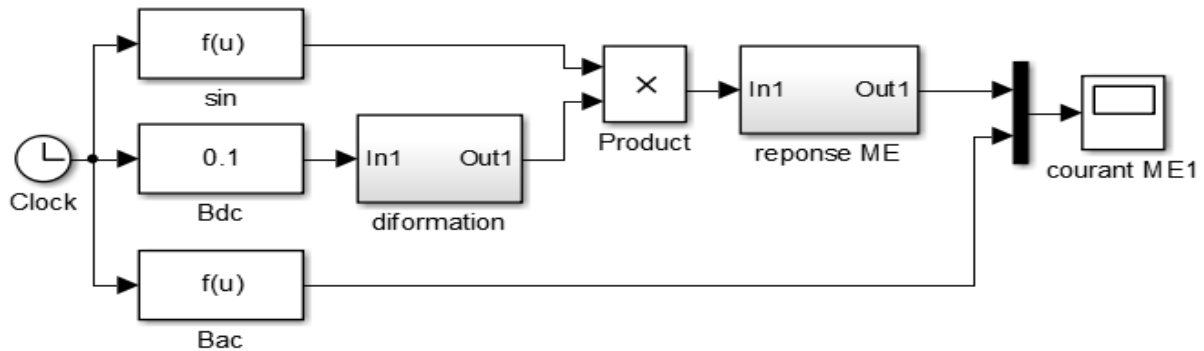 f(u)
sin
Clock
0.1
Bdc
In1 Out1
diformation
×
Product
In1 Out1
reponse ME
courant ME1
f(u)
Bac